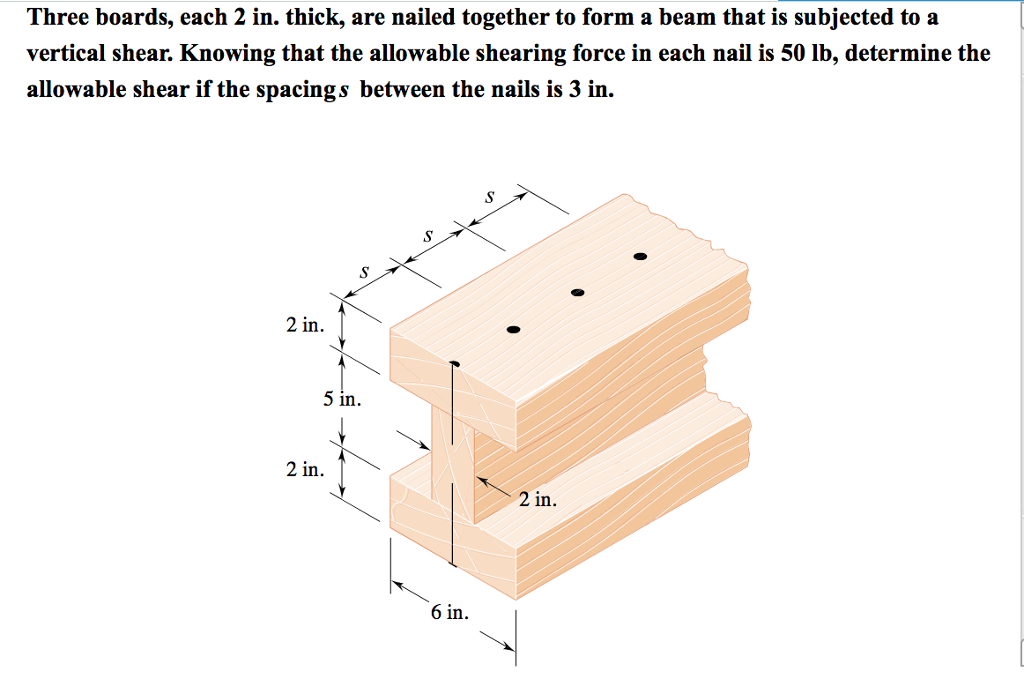 Three boards, each 2 in. thick, are nailed together to form a beam that is subjected to a
vertical shear. Knowing that the allowable shearing force in each nail is 50 lb, determine the
allowable shear if the spacing s between the nails is 3 in.
s
s
s
2 in.
5 in.
2 in.
2 in.
6 in.